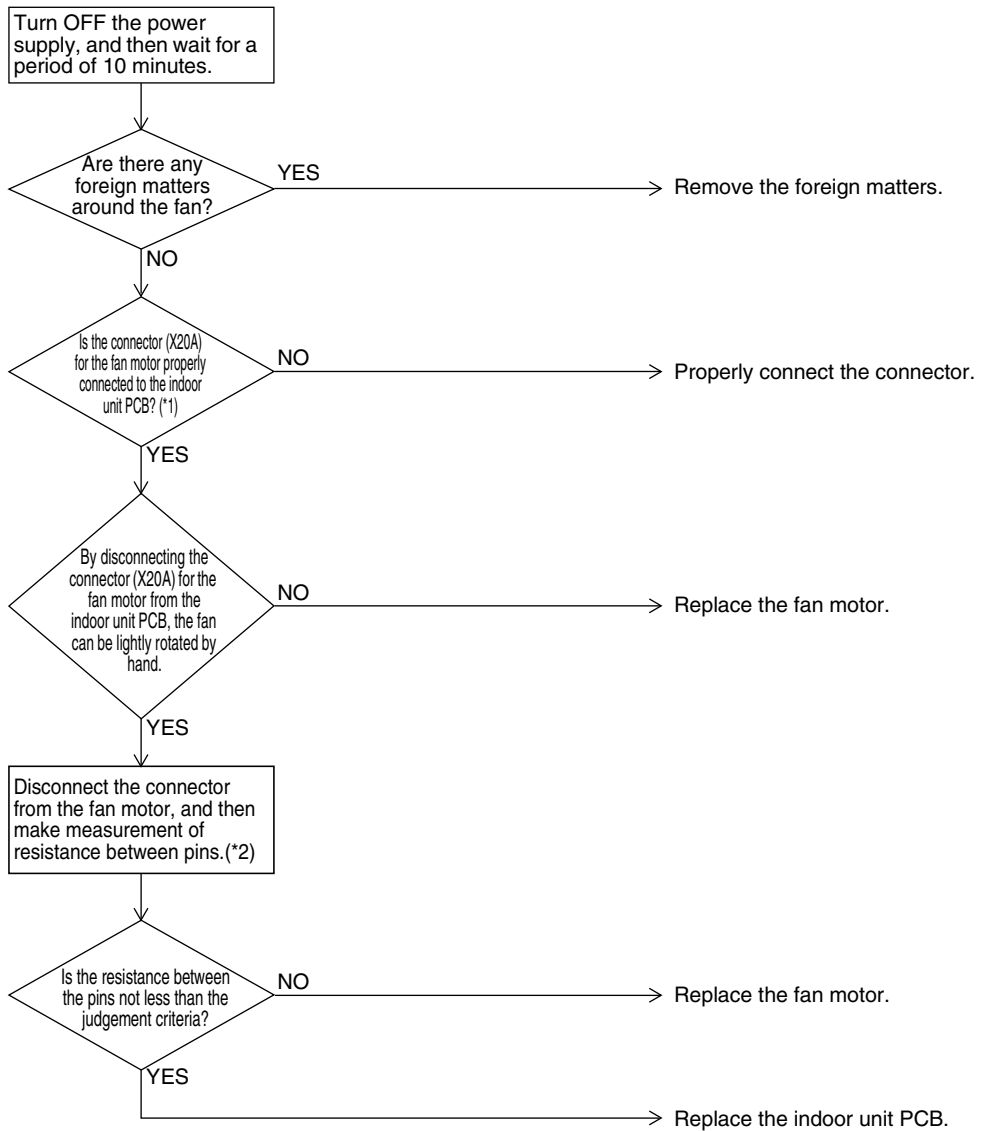 Turn OFF the power
supply, and then wait for a
period of 10 minutes.
Are there any
foreign matters
around the fan?
YES
Remove the foreign matters.
NO
Is the connector (X20A)
for the fan motor properly
connected to the indoor
unit PCB? (*1)
NO
Properly connect the connector.
YES
By disconnecting the
connector (X20A) for the
fan motor from the
indoor unit PCB, the fan
can be lightly rotated by
hand.
NO
Replace the fan motor.
YES
Disconnect the connector
from the fan motor, and then
make measurement of
resistance between pins.(*2)
Is the resistance between
the pins not less than the
judgement criteria?
NO
Replace the fan motor.
YES
Replace the indoor unit PCB.